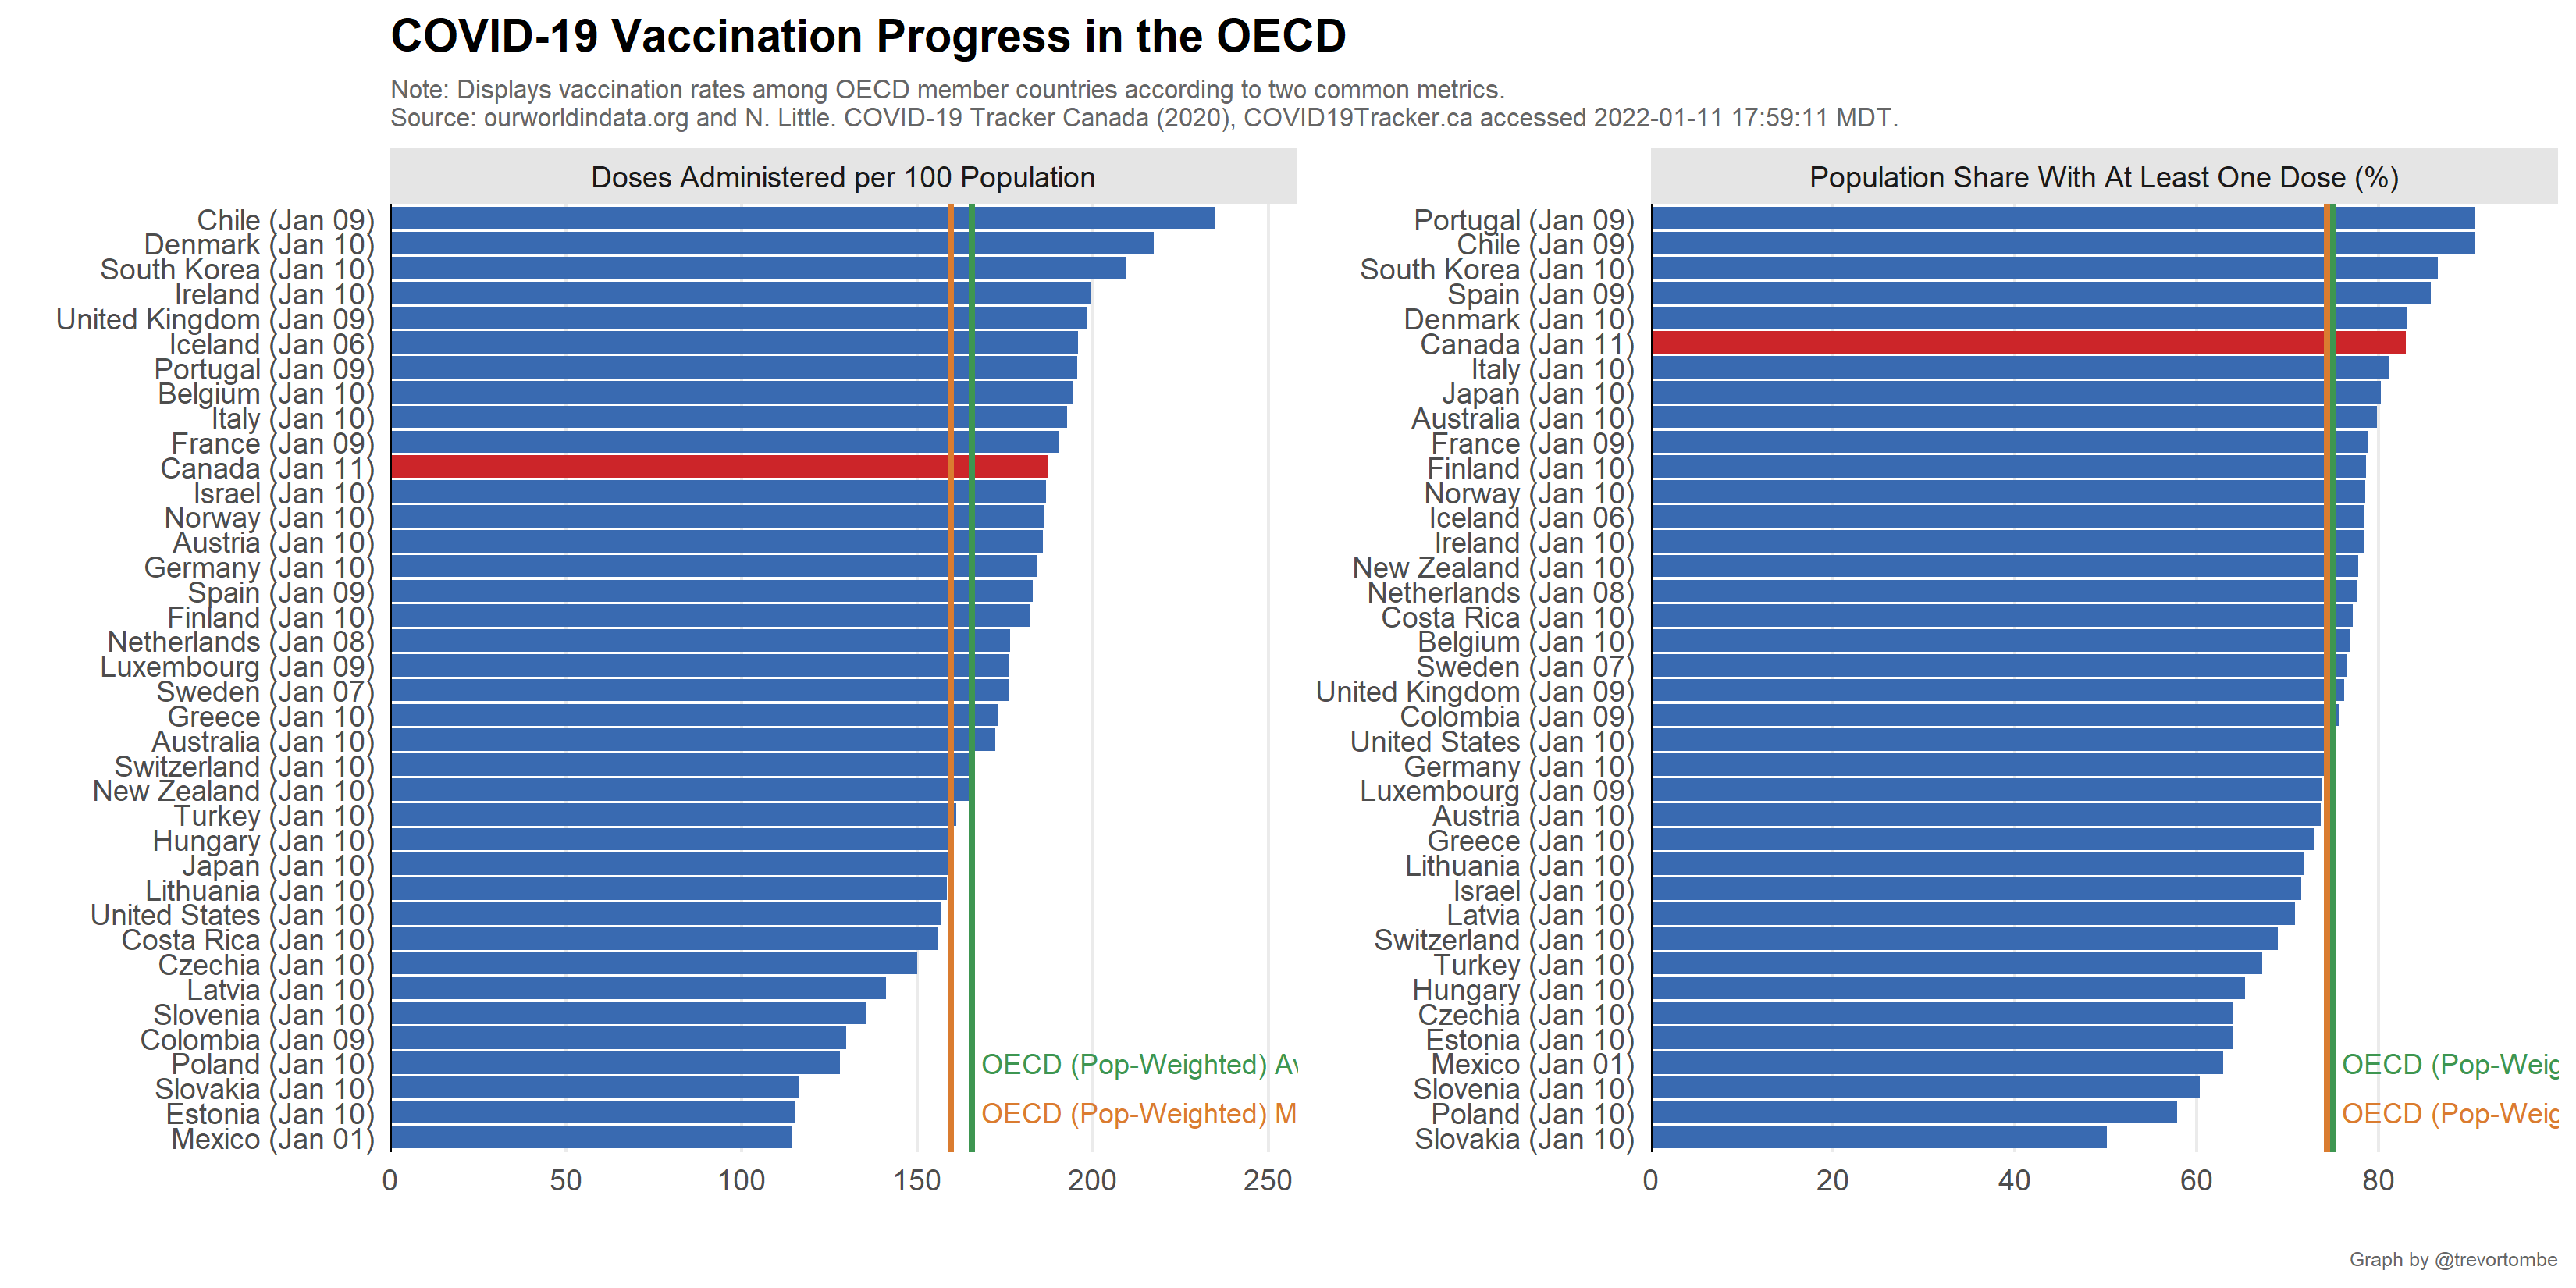 COVID-19 Vaccination Progress in the OECD
Note: Displays vaccination rates among OECD member countries according to two common metrics.
Source: ourworldindata.org and N. Little. COVID-19 Tracker Canada (2020), COVID19Tracker.ca accessed 2022-01-11 17:59:11 MDT.
Doses Administered per 100 Population
Chile (Jan 09)
Denmark (Jan 10)
South Korea (Jan 10)
Ireland (Jan 10)
United Kingdom (Jan 09)
Iceland (Jan 06)
Portugal (Jan 09)
Belgium (Jan 10)
Italy (Jan 10)
France (Jan 09)
Canada (Jan 11)
Israel (Jan 10)
Norway (Jan 10)
Austria (Jan 10)
Germany (Jan 10)
Spain (Jan 09)
Finland (Jan 10)
Netherlands (Jan 08)
Luxembourg (Jan 09)
Sweden (Jan 07)
Greece (Jan 10)
Australia (Jan 10)
Switzerland (Jan 10)
New Zealand (Jan 10)
Turkey (Jan 10)
Hungary (Jan 10)
Japan (Jan 10)
Lithuania (Jan 10)
United States (Jan 10)
Costa Rica (Jan 10)
Czechia (Jan 10)
Latvia (Jan 10)
Slovenia (Jan 10)
Colombia (Jan 09)
Poland (Jan 10)
Slovakia (Jan 10)
Estonia (Jan 10)
Mexico (Jan 01)
OECD (Pop-Weighted) Av
OECD (Pop-Weighted) M
0 50 100 150 200 250
Population Share With At Least One Dose (%)
Portugal (Jan 09)
Chile (Jan 09)
South Korea (Jan 10)
Spain (Jan 09)
Denmark (Jan 10)
Canada (Jan 11)
Italy (Jan 10)
Japan (Jan 10)
Australia (Jan 10)
France (Jan 09)
Finland (Jan 10)
Norway (Jan 10)
Iceland (Jan 06)
Ireland (Jan 10)
New Zealand (Jan 10)
Netherlands (Jan 08)
Costa Rica (Jan 10)
Belgium (Jan 10)
Sweden (Jan 07)
United Kingdom (Jan 09)
Colombia (Jan 09)
United States (Jan 10)
Germany (Jan 10)
Luxembourg (Jan 09)
Austria (Jan 10)
Greece (Jan 10)
Lithuania (Jan 10)
Israel (Jan 10)
Latvia (Jan 10)
Switzerland (Jan 10)
Turkey (Jan 10)
Hungary (Jan 10)
Czechia (Jan 10)
Estonia (Jan 10)
Mexico (Jan 01)
Slovenia (Jan 10)
Poland (Jan 10)
Slovakia (Jan 10)
OECD (Pop-Weig
OECD (Pop-Weig
0 20 40 60 80
Graph by @trevortombe